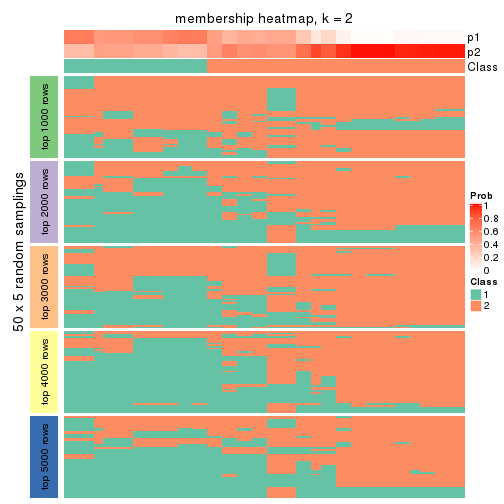 membership heatmap, k = 2
p1
p2
Class
50 x 5 random samplings
top 1000 rows
top 2000 rows
top 3000 rows
top 4000 rows
top 5000 rows
Prob
1
0.8
0.6
0.4
0.2
0
Class
1
2